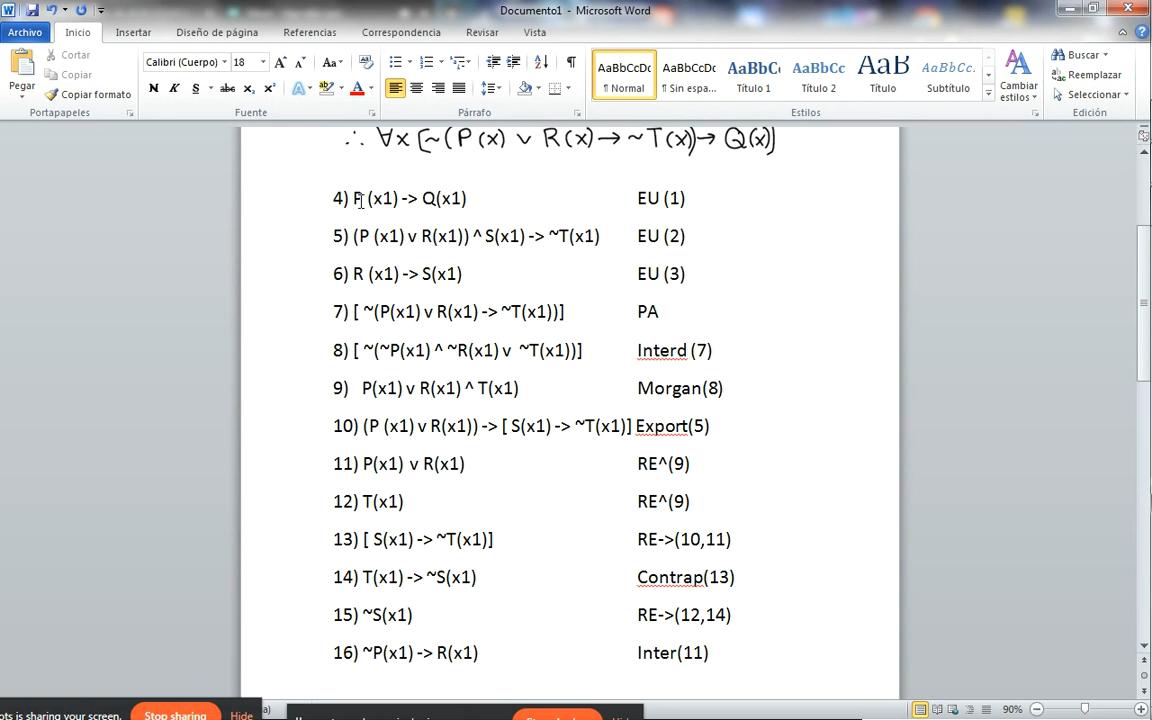 Documento1 - Microsoft Word
Archivo Inicio Insertar Diseño de página Referencias Correspondencia Revisar Vista
Pegar Cortar Copiar Copiar formato
Calibri (Cuerpo) 18
AaBbCcDc AaBbCcDc AaBbC AaBbCc AaB AaBbCc.
¶ Normal ¶ Sin espa... Título 1 Título 2 Título Subtítulo
Cambiar estilos
Buscar
Reemplazar
Seleccionar
Portapapeles Fuente Párrafo Estilos Edición
∴ ∀x [~(P(x) v R(x) → ~T(x)) → Q(x)]
4) P (x1) -> Q(x1) EU (1)
5) (P (x1) v R(x1)) ^ S(x1) -> ~T(x1) EU (2)
6) R (x1) -> S(x1) EU (3)
7) [ ~(P(x1) v R(x1) -> ~T(x1))] PA
8) [ ~(~P(x1) ^ ~R(x1) v ~T(x1))] Interd (7)
9) P(x1) v R(x1) ^ T(x1) Morgan(8)
10) (P (x1) v R(x1)) -> [ S(x1) -> ~T(x1)] Export(5)
11) P(x1) v R(x1) RE^(9)
12) T(x1) RE^(9)
13) [ S(x1) -> ~T(x1)] RE->(10,11)
14) T(x1) -> ~S(x1) Contrap(13)
15) ~S(x1) RE->(12,14)
16) ~P(x1) -> R(x1) Inter(11)
90%
is sharing your screen. Stop sharing Hide